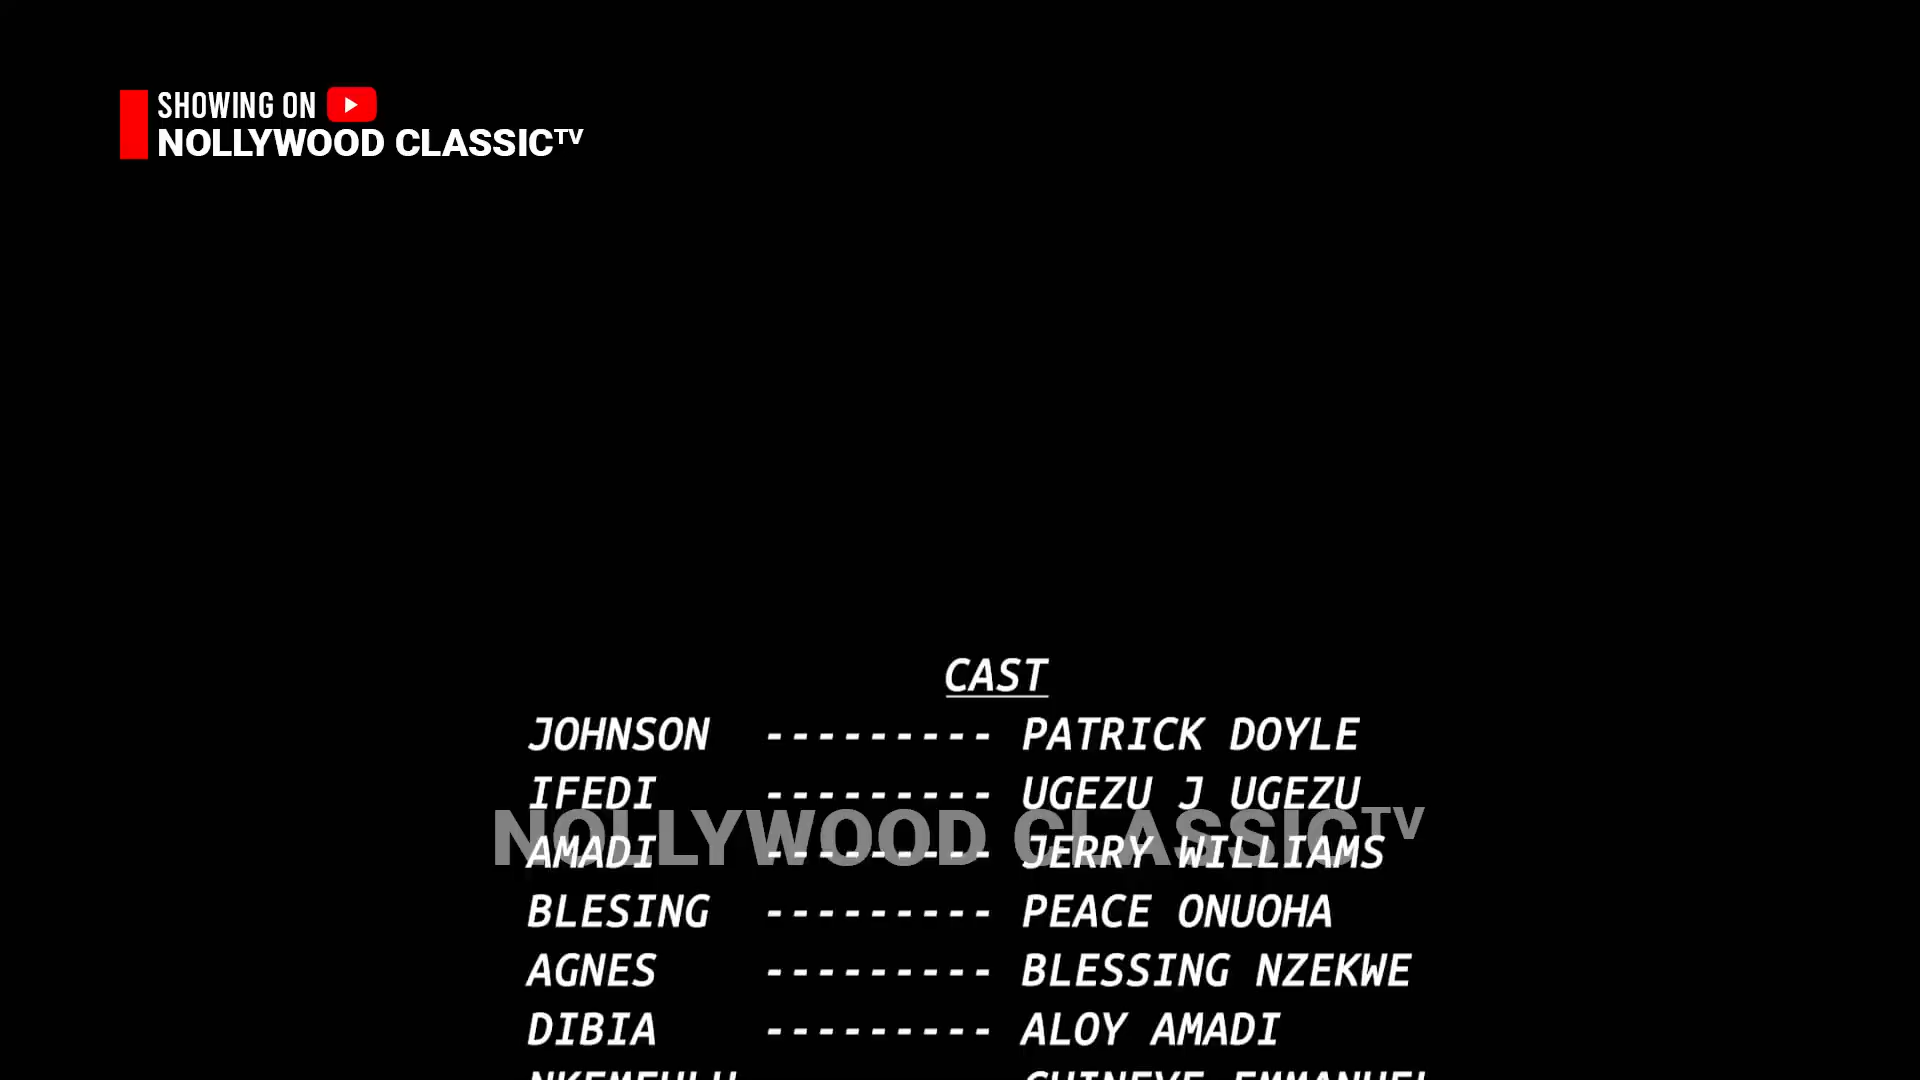 SHOWING ON
NOLLYWOOD CLASSICTV
CAST
JOHNSON --------- PATRICK DOYLE
IFEDI --------- UGEZU J UGEZU
NOLLYWOOD CLASSICTV
AMADI --------- JERRY WILLIAMS
BLESING --------- PEACE ONUOHA
AGNES --------- BLESSING NZEKWE
DIBIA --------- ALOY AMADI